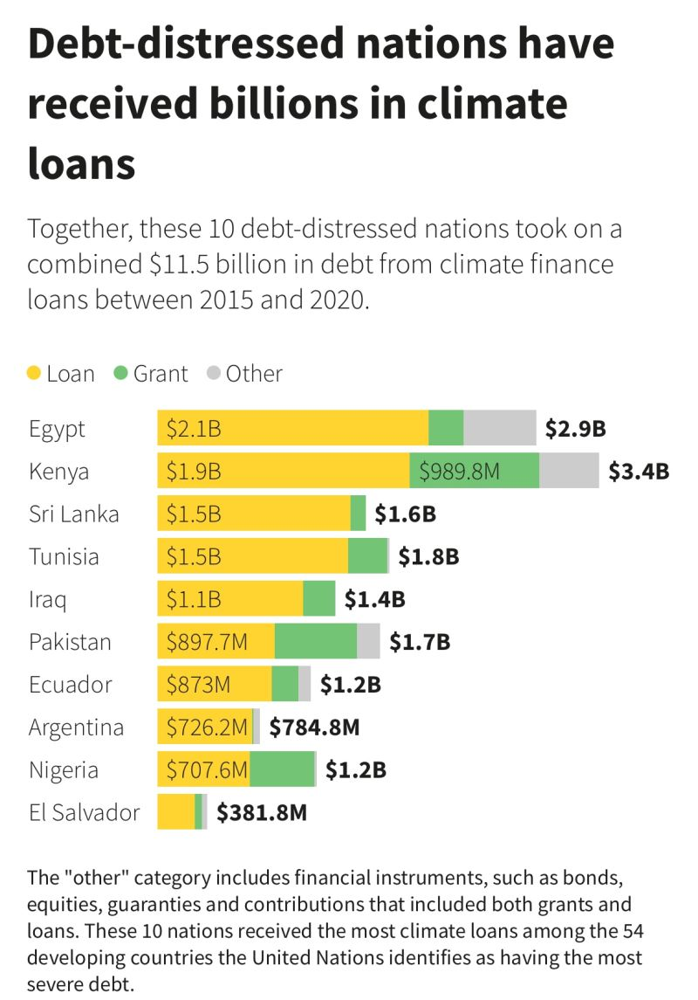 Debt-distressed nations have
received billions in climate
loans
Together, these 10 debt-distressed nations took on a
combined $11.5 billion in debt from climate finance
loans between 2015 and 2020.
Loan Grant Other
Egypt $2.1B $2.9B
Kenya $1.9B $989.8M $3.4B
Sri Lanka $1.5B $1.6B
Tunisia $1.5B $1.8B
Iraq $1.1B $1.4B
Pakistan $897.7M $1.7B
Ecuador $873M $1.2B
Argentina $726.2M $784.8M
Nigeria $707.6M $1.2B
El Salvador $381.8M
The "other" category includes financial instruments, such as bonds,
equities, guaranties and contributions that included both grants and
loans. These 10 nations received the most climate loans among the 54
developing countries the United Nations identifies as having the most
severe debt.